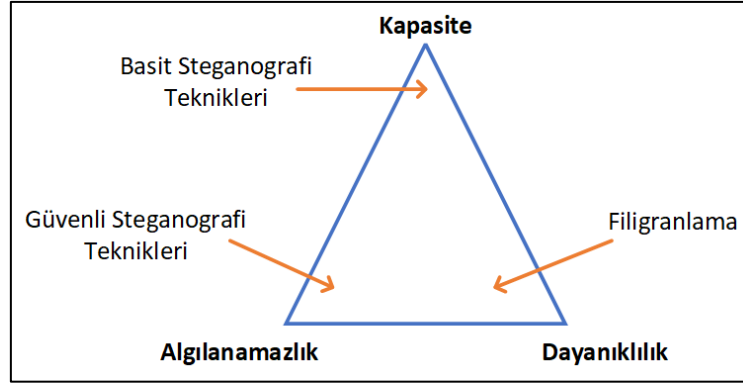 Kapasite
Basit Steganografi
Teknikleri
Güvenli Steganografi
Teknikleri
Filigranlama
Algılanamazlık
Dayanıklılık